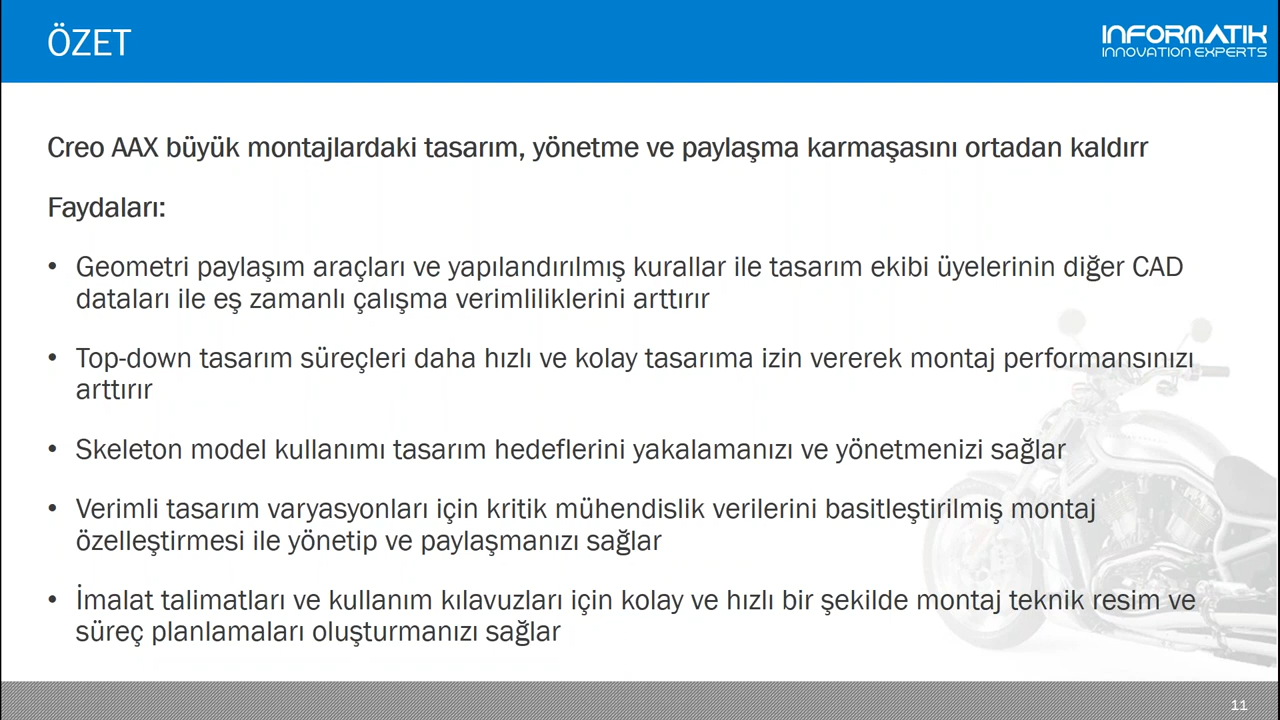 ÖZET
INFORMATIK
INNOVATION EXPERTS
Creo AAX büyük montajlardaki tasarım, yönetme ve paylaşma karmaşasını ortadan kaldırr
Faydaları:
• Geometri paylaşım araçları ve yapılandırılmış kurallar ile tasarım ekibi üyelerinin diğer CAD
dataları ile eş zamanlı çalışma verimliliklerini arttırır
• Top-down tasarım süreçleri daha hızlı ve kolay tasarıma izin vererek montaj performansınızı
arttırır
• Skeleton model kullanımı tasarım hedeflerini yakalamanızı ve yönetmenizi sağlar
• Verimli tasarım varyasyonları için kritik mühendislik verilerini basitleştirilmiş montaj
özelleştirmesi ile yönetip ve paylaşmanızı sağlar
• İmalat talimatları ve kullanım kılavuzları için kolay ve hızlı bir şekilde montaj teknik resim ve
süreç planlamaları oluşturmanızı sağlar
11